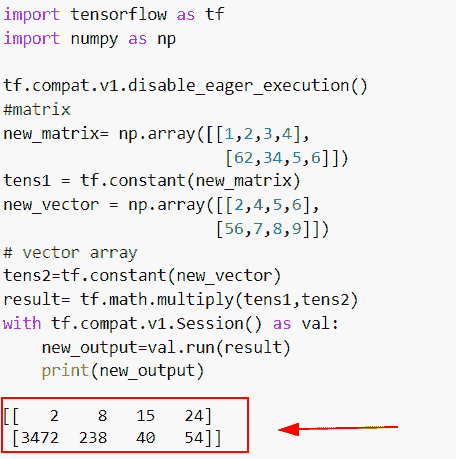 import tensorflow as tf
import numpy as np
tf.compat.v1.disable_eager_execution()
#matrix
new_matrix= np.array([[1,2,3,4],
[62,34,5,6]])
tens1 = tf.constant(new_matrix)
new_vector = np.array([[2,4,5,6],
[56,7,8,9]])
# vector array
tens2=tf.constant(new_vector)
result= tf.math.multiply(tens1,tens2)
with tf.compat.v1.Session() as val:
    new_output=val.run(result)
    print(new_output)
[[   2    8   15   24]
 [3472  238   40   54]]